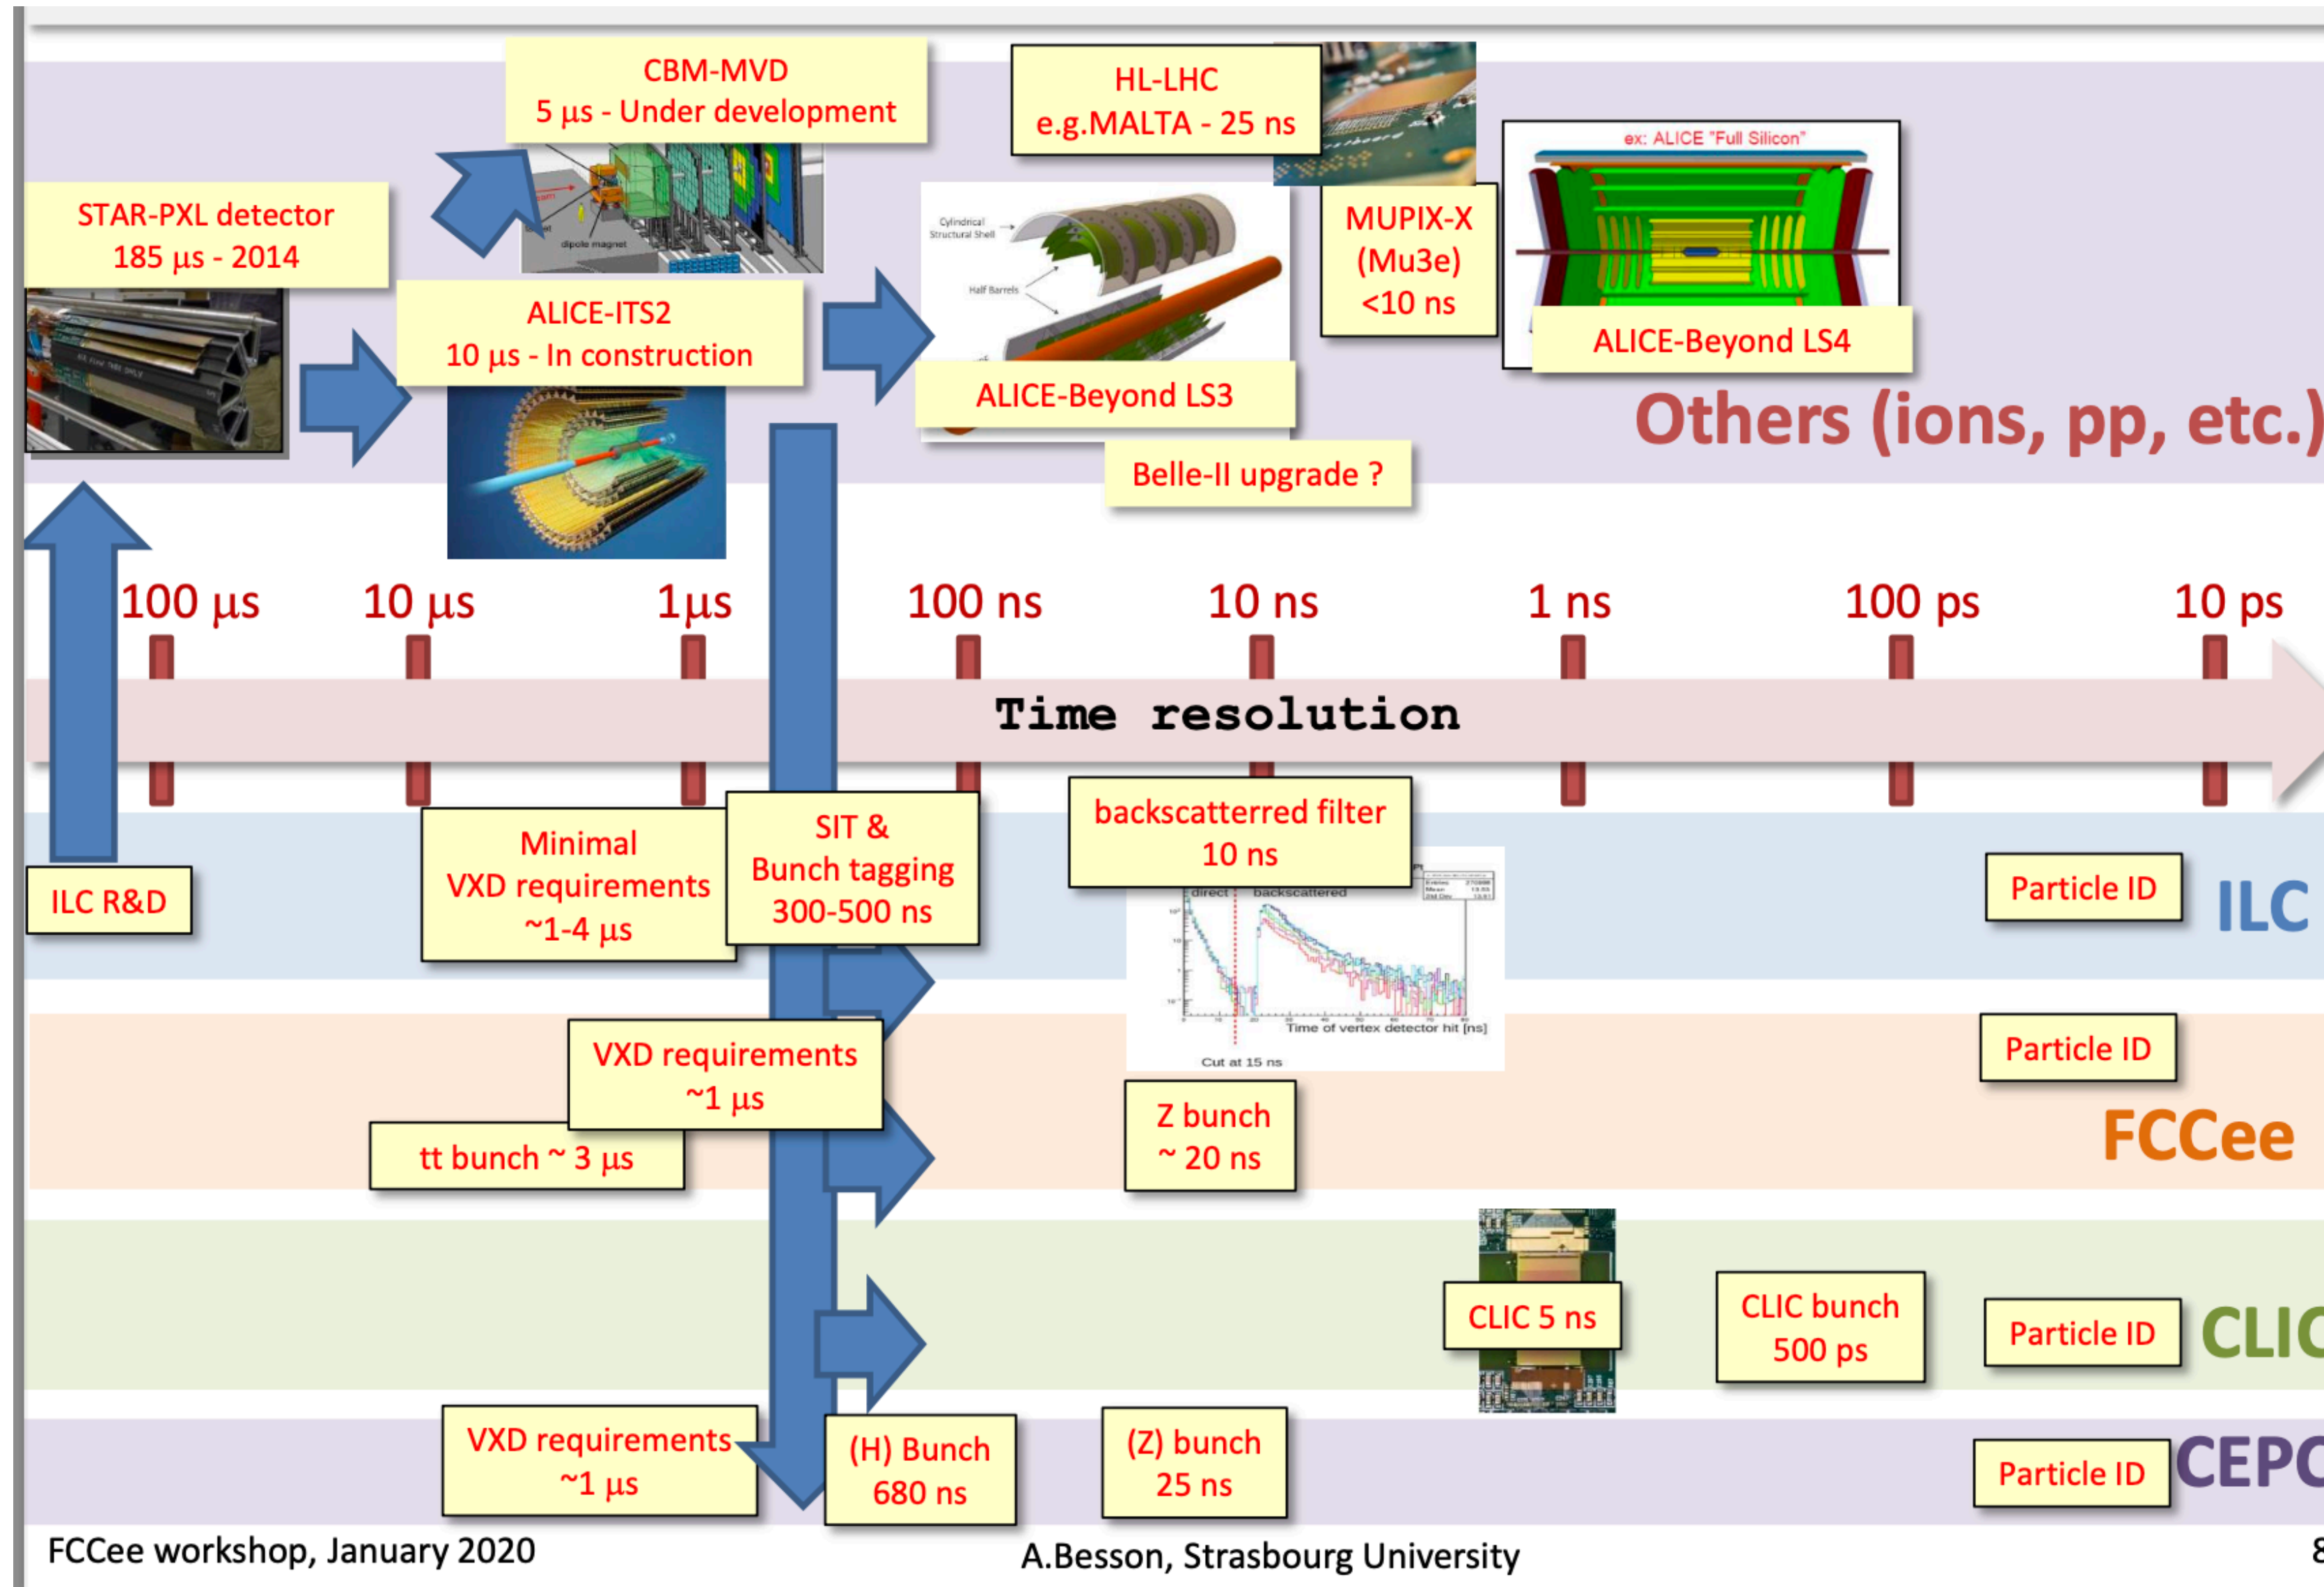 CBM-MVD
5 μs - Under development
HL-LHC
e.g.MALTA - 25 ns
ex: ALICE "Full Silicon"
STAR-PXL detector
185 μs - 2014
dipole magnet
Cylindrical
Structural Shell
Half Barrels
MUPIX-X
(Mu3e)
<10 ns
ALICE-ITS2
10 μs - In construction
ALICE-Beyond LS4
ALICE-Beyond LS3
Others (ions, pp, etc.)
Belle-II upgrade ?
100 μs
10 μs
1μs
100 ns
10 ns
1 ns
100 ps
10 ps
Time resolution
ILC R&D
Minimal
VXD requirements
~1-4 μs
SIT &
Bunch tagging
300-500 ns
backscatterred filter
10 ns
direct
backscattered
Time of vertex detector hit [ns]
Cut at 15 ns
Particle ID
ILC
VXD requirements
~1 μs
tt bunch ~ 3 μs
Z bunch
~ 20 ns
Particle ID
FCCee
CLIC 5 ns
CLIC bunch
500 ps
Particle ID
CLIC
VXD requirements
~1 μs
(H) Bunch
680 ns
(Z) bunch
25 ns
Particle ID
CEPC
FCCee workshop, January 2020
A.Besson, Strasbourg University
8